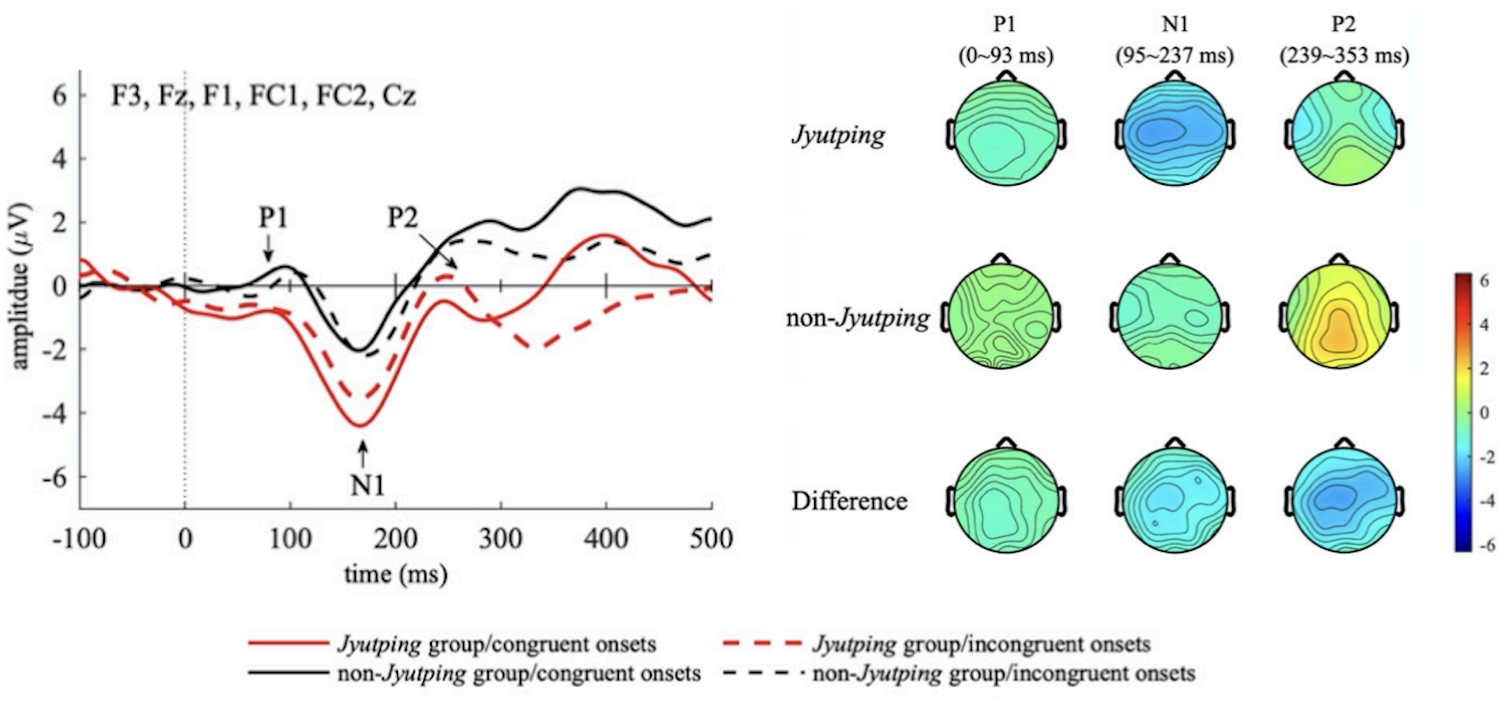 F3, Fz, F1, FC1, FC2, Cz
6
4
2
0
-2
-4
-6
amplitdue (μV)
P1
P2
N1
-100 0 100 200 300 400 500
time (ms)
P1 N1 P2
(0~93 ms) (95~237 ms) (239~353 ms)
Jyutping
non-Jyutping
Difference
6
4
2
0
-2
-4
-6
Jyutping group/congruent onsets
Jyutping group/incongruent onsets
non-Jyutping group/congruent onsets
non-Jyutping group/incongruent onsets